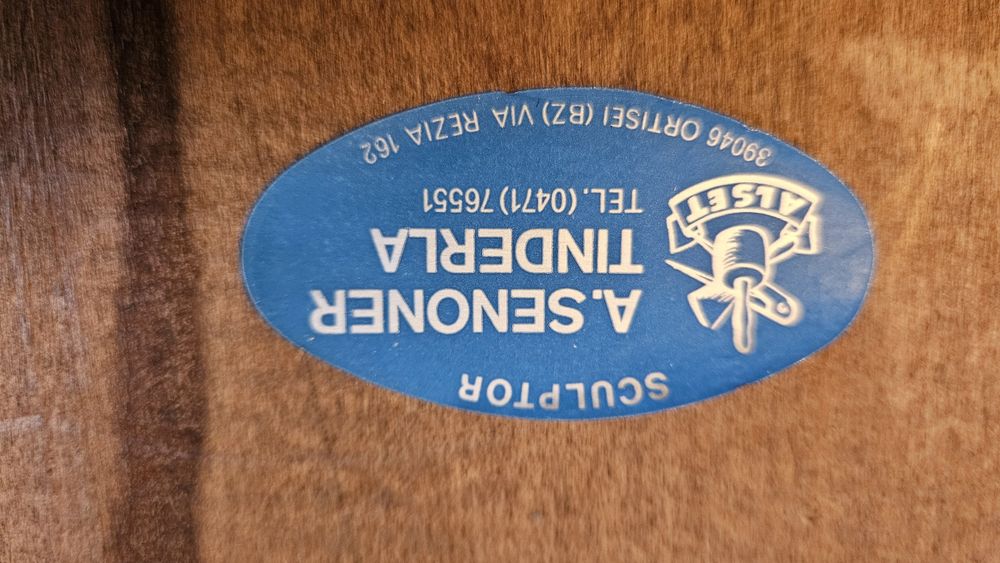 SCULPTOR
A. SENONER
TINDERLA
TEL. (0471) 76551
ALSET
39046 ORTISEI (BZ) VIA REZIA 162